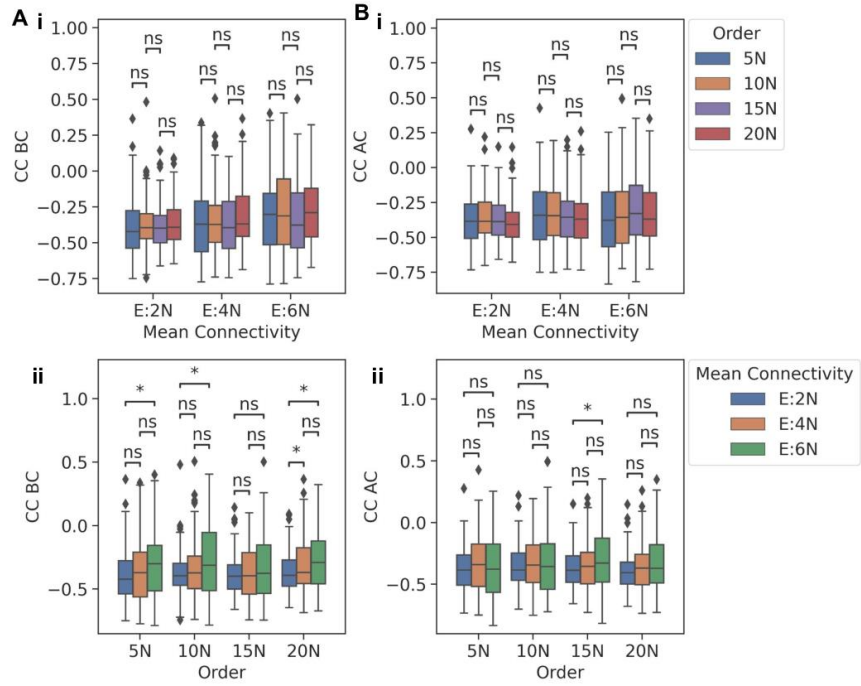 A i
CC BC
1.00
0.75
0.50
0.25
0.00
−0.25
−0.50
−0.75
ns
ns
ns
ns
ns
ns
ns
ns
ns
E:2N E:4N E:6N
Mean Connectivity
B i
CC AC
1.00
0.75
0.50
0.25
0.00
−0.25
−0.50
−0.75
ns
ns
ns
ns
ns
ns
ns
ns
ns
E:2N E:4N E:6N
Mean Connectivity
Order
5N
10N
15N
20N
ii
CC BC
1.0
0.5
0.0
−0.5
*
ns
ns
*
ns
ns
ns
ns
ns
*
ns
*
5N 10N 15N 20N
Order
ii
CC AC
1.0
0.5
0.0
−0.5
ns
ns
ns
ns
ns
ns
*
ns
ns
ns
ns
ns
5N 10N 15N 20N
Order
Mean Connectivity
E:2N
E:4N
E:6N